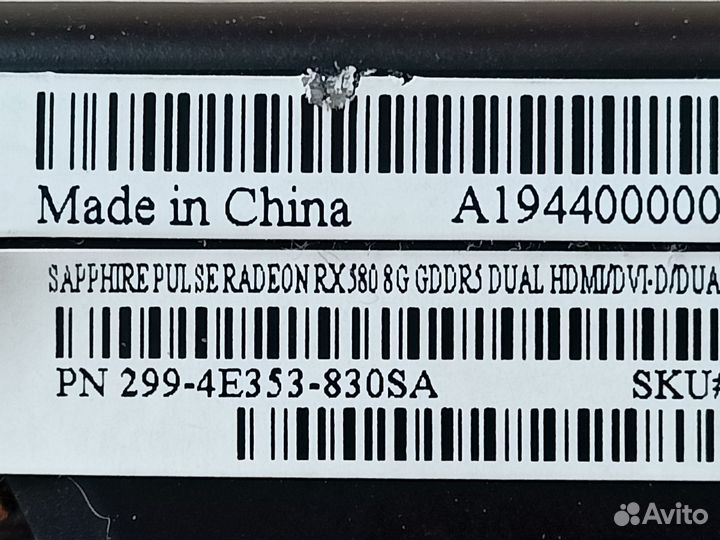 Made in China A19440000
SAPPHIRE PULSE RADEON RX 580 8G GDDR5 DUAL HDMI/DVI-D/DUA
PN 299-4E353-830SA SKU#
Avito